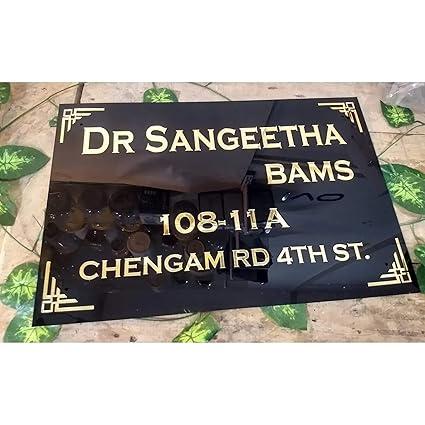 DR SANGEETHA
BAMS
108-11A
CHENGAM RD 4TH ST.